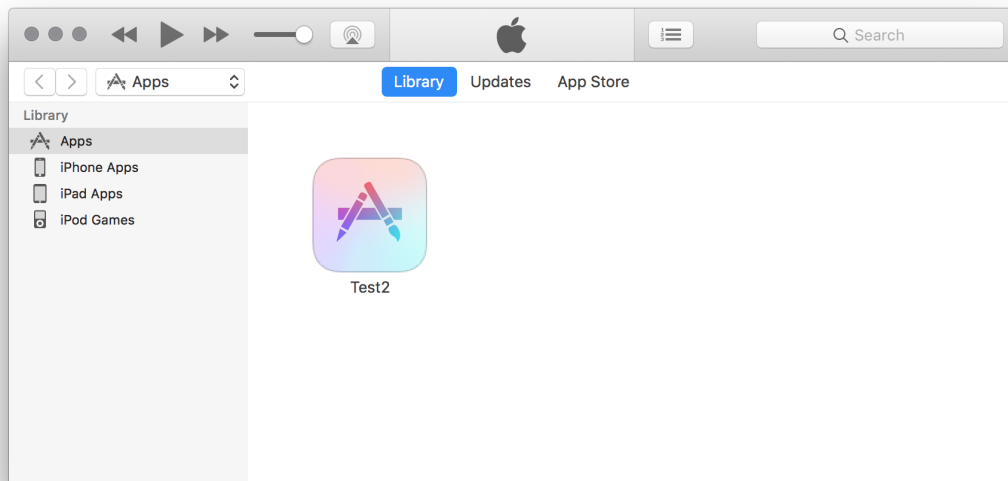 Search
Apps
Library
Updates
App Store
Library
Apps
iPhone Apps
iPad Apps
iPod Games
Test2